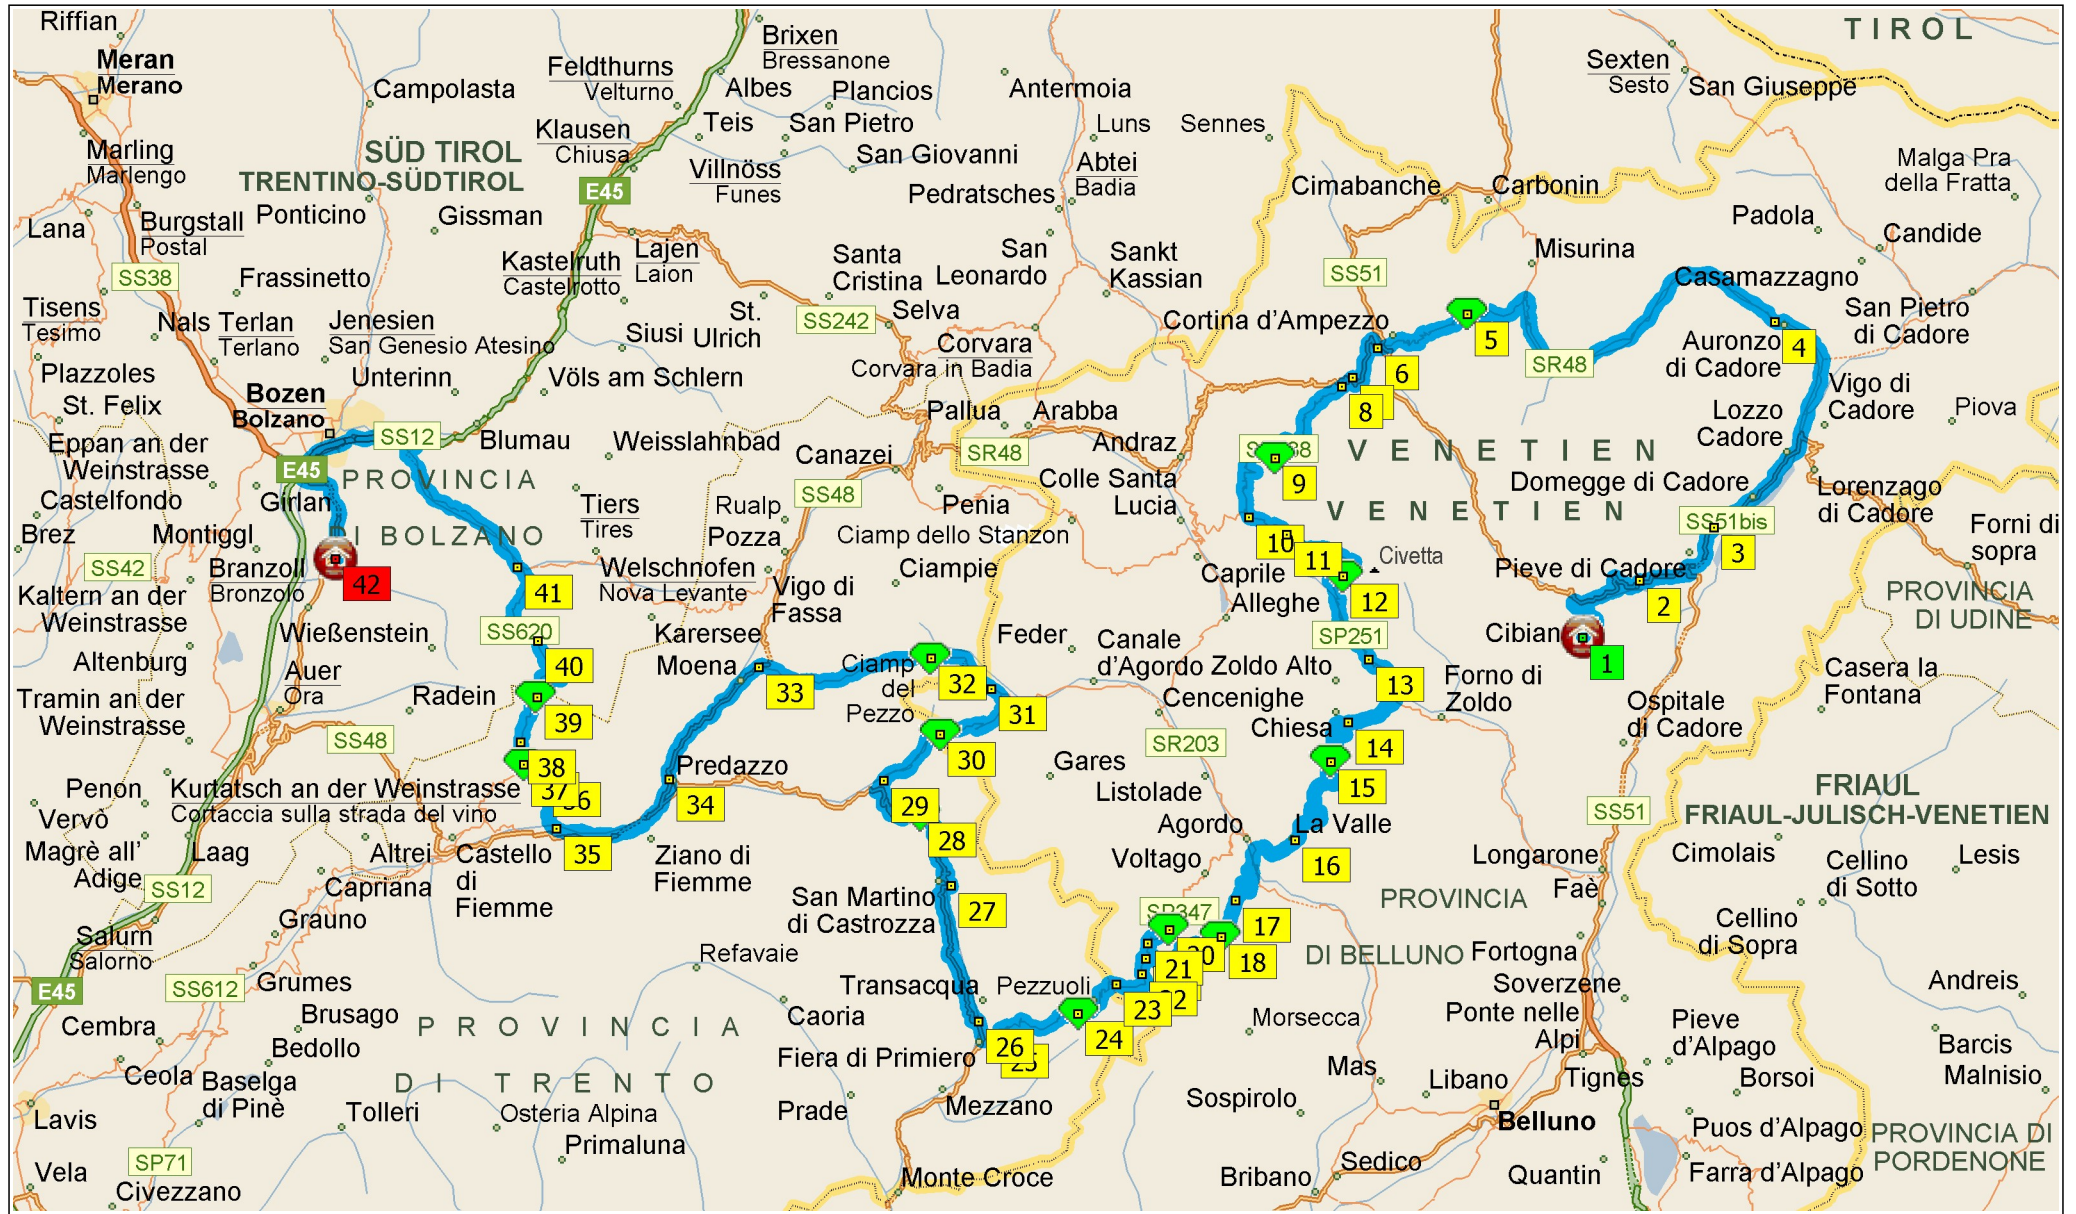 Riffian
Meran
Merano
Marling
Marlengo
Lana
Burgstall
Postal
SS38
Tisens
Tesimo
Nals
Terlan
Terlano
Frassinetto
Jenesien
San Genesio Atesino
Plazzoles
St. Felix
Unterinn
Bozen
Bolzano
SS12
Blumau
Eppan an der
Weinstrasse
E45
Castelfondo
Girlan
Brez
Montiggl
SS42
Branzoll
Bronzolo
42
Kaltern an der
Weinstrasse
Altenburg
Wießenstein
Auer
Ora
Tramin an der
Weinstrasse
Radein
SS48
Penon
Kurtatsch an der Weinstrasse
Cortaccia sulla strada del vino
Vervò
Magrè all'
Adige
Laag
SS12
Altrei
Capriana
Castello
di
Fiemme
Grauno
Salurn
Salorno
E45
SS612
Grumes
Brusago
Cembra
Bedollo
Ceola
Baselga
di Pinè
Lavis
Tolleri
SP71
Vela
Civezzano
Campolasta
SÜD TIROL
TRENTINO-SÜDTIROL
Ponticino
Gissman
Feldthurns
Velturno
Klausen
Chiusa
E45
Brixen
Bressanone
Albes
Plancios
Teis
San Pietro
Villnöss
Funes
San Giovanni
Kastelruth
Castelrotto
Lajen
Laion
Siusi
St.
Ulrich
SS242
Santa
Cristina
Selva
Völs am Schlern
Weisslahnbad
PROVINCIA
DI BOLZANO
Tiers
Tires
Welschnofen
Nova Levante
41
SS620
40
39
38
37
36
35
Karersee
Moena
Vigo di
Fassa
Rualp
Pozza
SS48
Canazei
Penia
Ciamp dello Stanzon
Ciampie
Ciamp
del
Pezzo
33
34
Predazzo
Ziano di
Fiemme
32
31
30
29
28
27
San Martino
di Castrozza
Refavaie
Transacqua
Pezzuoli
Caoria
Fiera di Primiero
26
25
24
23
22
21
20
SP347
18
17
Prade
Mezzano
Monte Croce
PROVINCIA
DI TRENTO
Osteria Alpina
Primaluna
Antermoia
Luns
Sennes
Abtei
Badia
Pedratsches
San
Leonardo
Sankt
Kassian
Corvara
Corvara in Badia
Pallua
Arabba
SR48
Andraz
Colle Santa
Lucia
Cortina d'Ampezzo
SS51
Cimabanche
Carbonin
Misurina
Sexten
Sesto
San Giuseppe
TIROL
Malga Pra
della Fratta
Padola
Candide
Casamazzagno
San Pietro
di Cadore
Auronzo
di Cadore
4
SR48
5
6
8
9
10
11
12
Civetta
Vigo di
Cadore
Piova
Lozzo
Cadore
VENETIEN
VENETIEN
Domegge di Cadore
Lorenzago
di Cadore
SS51bis
3
Forni di
sopra
Pieve di Cadore
2
PROVINCIA
DI UDINE
Cibian
1
Caprile
Alleghe
SP251
Feder
Canale
d'Agordo
Zoldo Alto
13
Forno di
Zoldo
Cencenighe
Chiesa
14
SR203
15
Gares
Listolade
Agordo
La Valle
16
Voltago
Ospitale
di Cadore
Casera la
Fontana
FRIAUL
FRIAUL-JULISCH-VENETIEN
SS51
Cimolais
Cellino
di Sotto
Lesis
Longarone
Faè
PROVINCIA
DI BELLUNO
Fortogna
Cellino
di Sopra
Soverzene
Andreis
Ponte nelle
Alpi
Pieve
d'Alpago
Barcis
Malnisio
Morsecca
Mas
Tignes
Borsoi
Libano
Sospirolo
Belluno
Puos d'Alpago
PROVINCIA DI
PORDENONE
Sedico
Bribano
Quantin
Farra d'Alpago